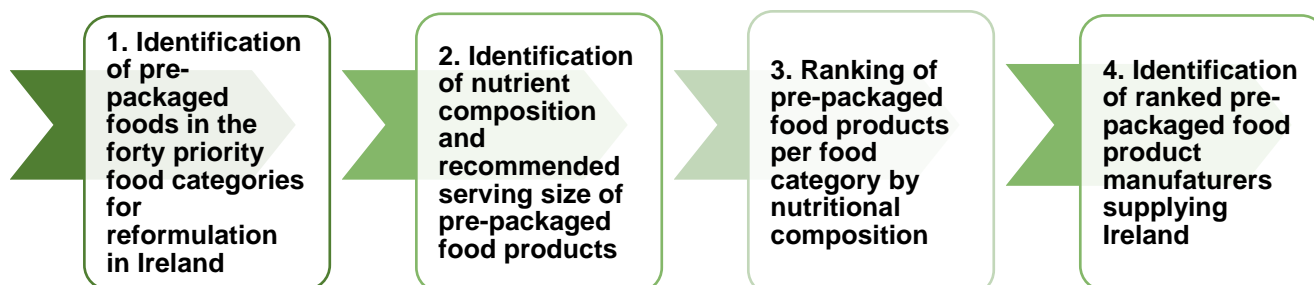 1. Identification
of pre-
packaged
foods in the
forty priority
food categories
for
reformulation
in Ireland
2. Identification
of nutrient
composition
and
recommended
serving size of
pre-packaged
food products
3. Ranking of
pre-packaged
food products
per food
category by
nutritional
composition
4. Identification
of ranked pre-
packaged food
product
manufaturers
supplying
Ireland